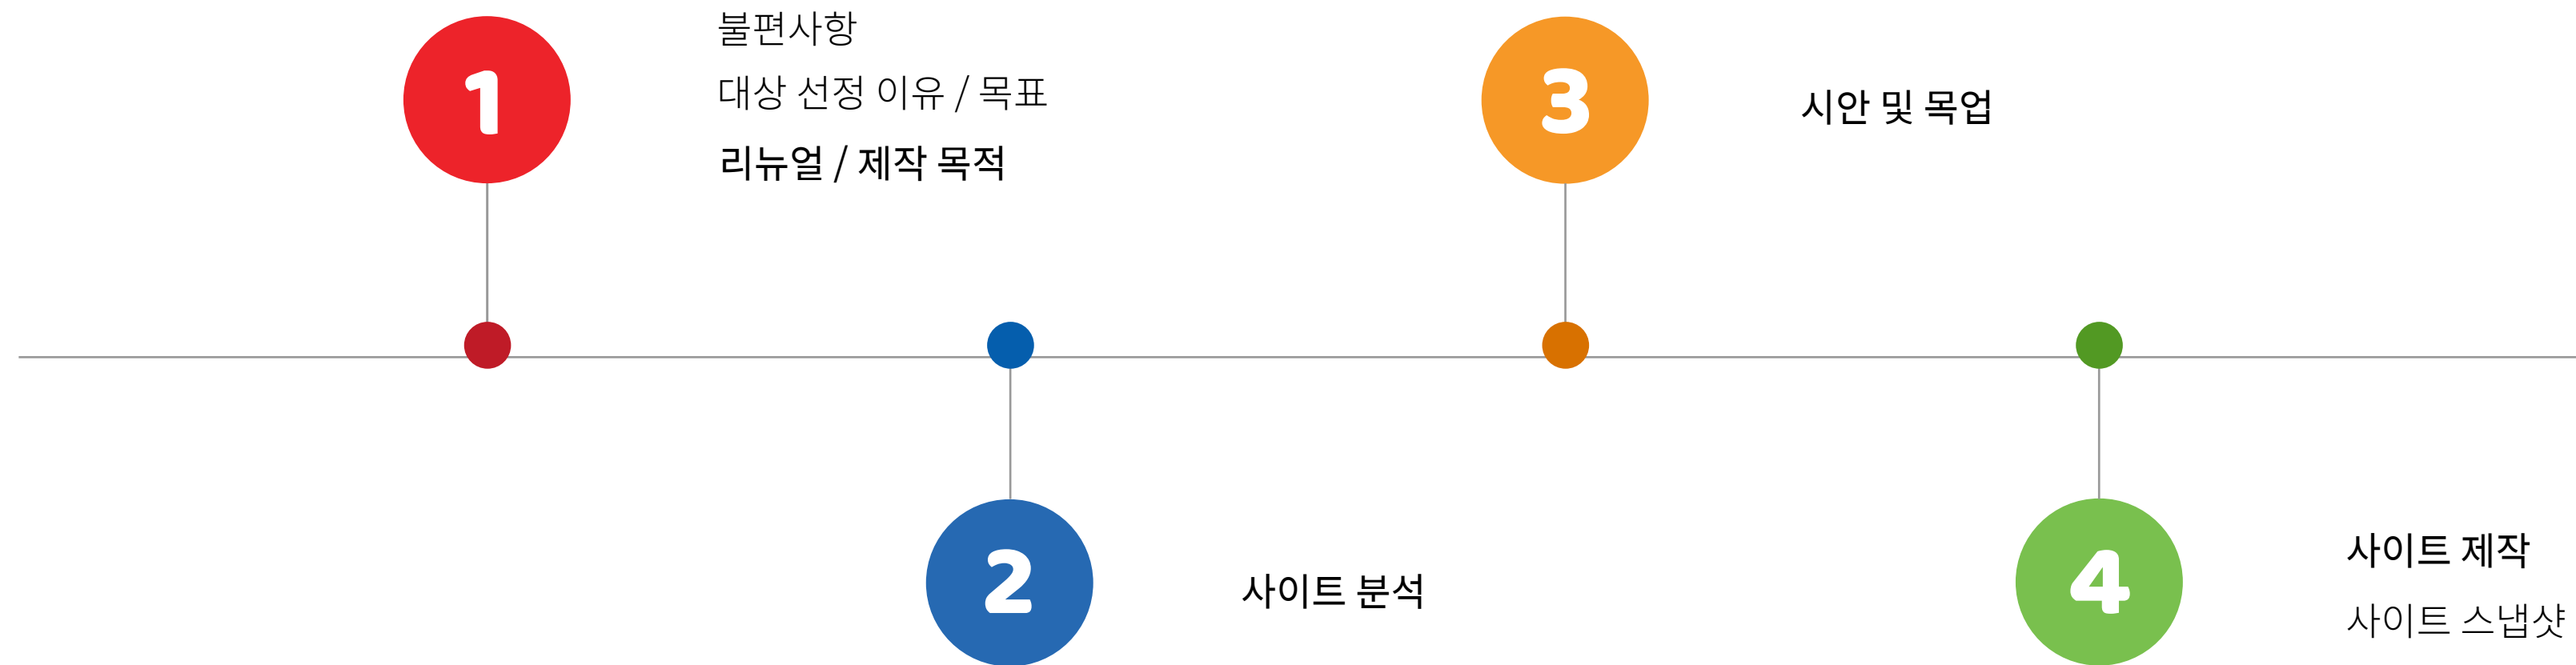 1
불편사항
대상 선정 이유 / 목표
리뉴얼 / 제작 목적
2
사이트 분석
3
시안 및 목업
4
사이트 제작
사이트 스냅샷